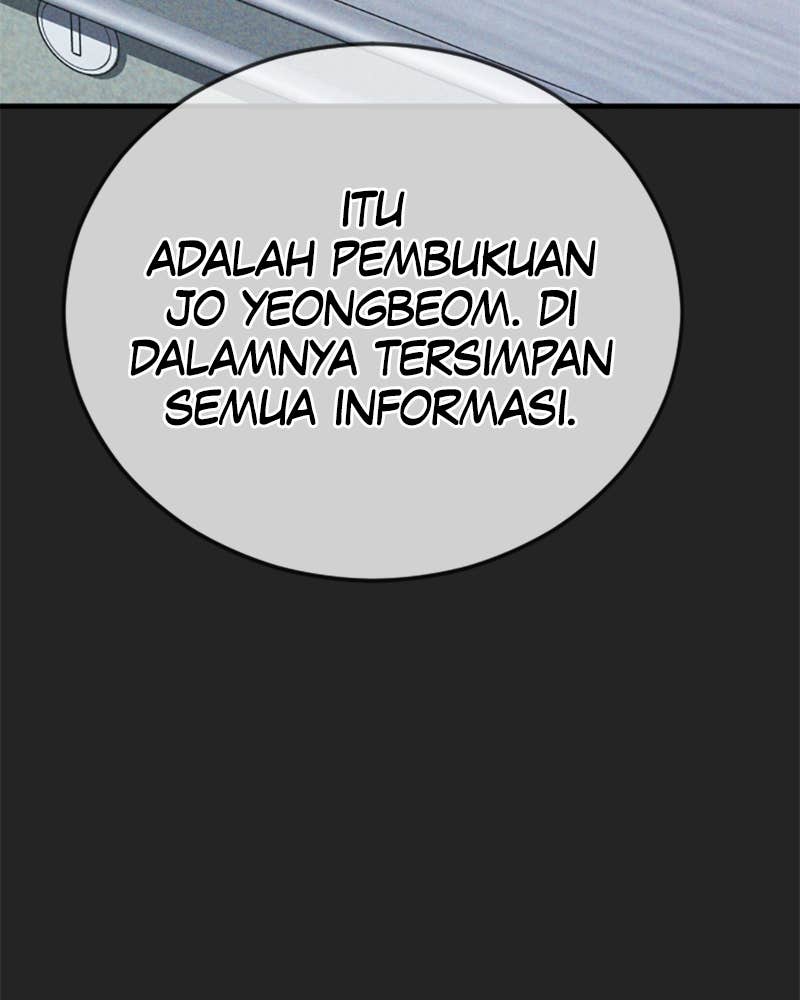 ITU
ADALAH PEMBUKUAN
JO YEONGBEOM. DI
DALAMNYA TERSIMPAN
SEMUA INFORMASI.